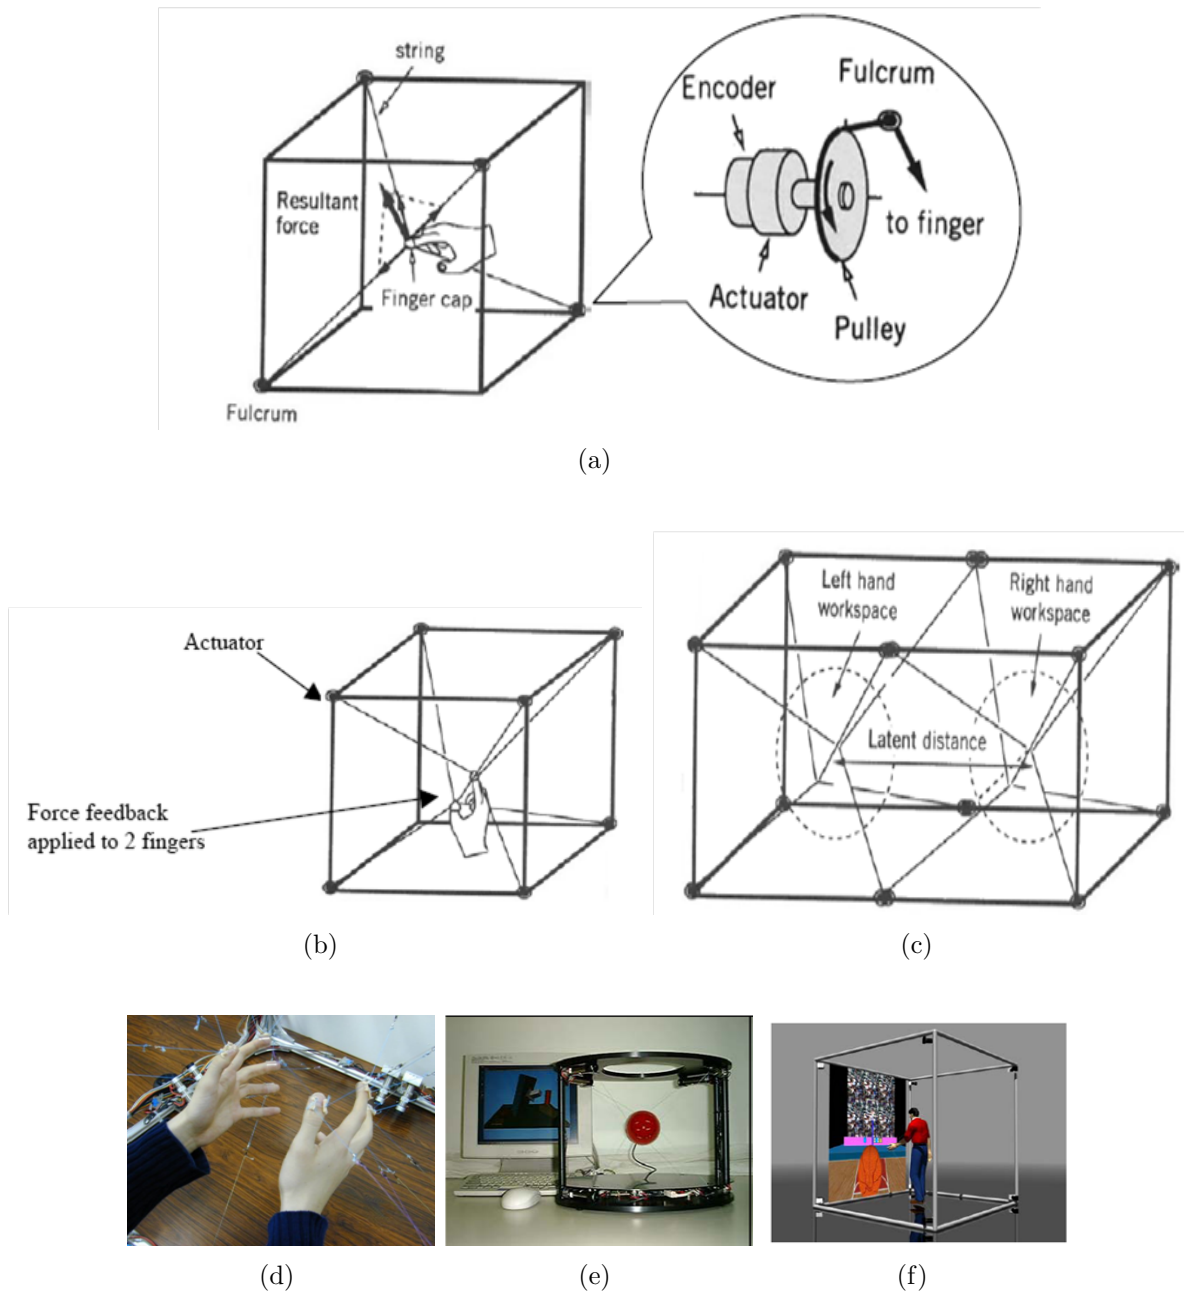 string
Resultant
force
Finger cap
Fulcrum
Encoder
Fulcrum
to finger
Actuator
Pulley
(a)
Actuator
Force feedback
applied to 2 fingers
(b)
Left hand
workspace
Right hand
workspace
Latent distance
(c)
(d)
(e)
(f)